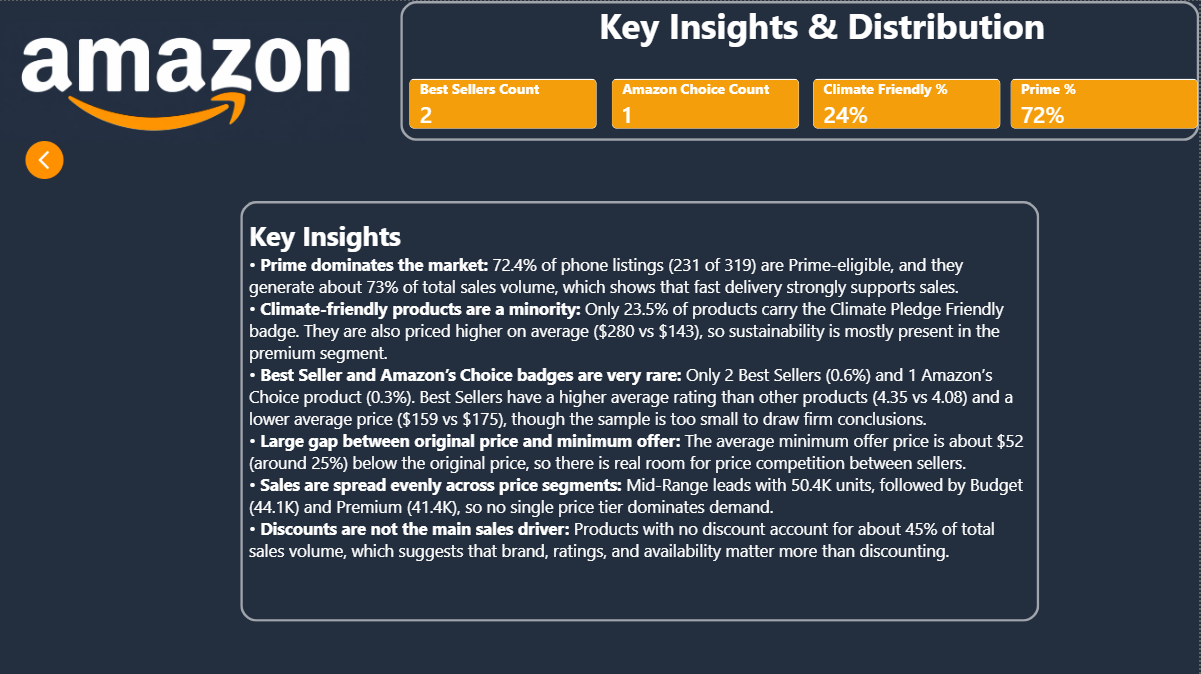 amazon
Key Insights & Distribution
Best Sellers Count
2
Amazon Choice Count
1
Climate Friendly %
24%
Prime %
72%
Key Insights
• Prime dominates the market: 72.4% of phone listings (231 of 319) are Prime-eligible, and they
generate about 73% of total sales volume, which shows that fast delivery strongly supports sales.
• Climate-friendly products are a minority: Only 23.5% of products carry the Climate Pledge Friendly
badge. They are also priced higher on average ($280 vs $143), so sustainability is mostly present in the
premium segment.
• Best Seller and Amazon’s Choice badges are very rare: Only 2 Best Sellers (0.6%) and 1 Amazon’s
Choice product (0.3%). Best Sellers have a higher average rating than other products (4.35 vs 4.08) and a
lower average price ($159 vs $175), though the sample is too small to draw firm conclusions.
• Large gap between original price and minimum offer: The average minimum offer price is about $52
(around 25%) below the original price, so there is real room for price competition between sellers.
• Sales are spread evenly across price segments: Mid-Range leads with 50.4K units, followed by Budget
(44.1K) and Premium (41.4K), so no single price tier dominates demand.
• Discounts are not the main sales driver: Products with no discount account for about 45% of total
sales volume, which suggests that brand, ratings, and availability matter more than discounting.